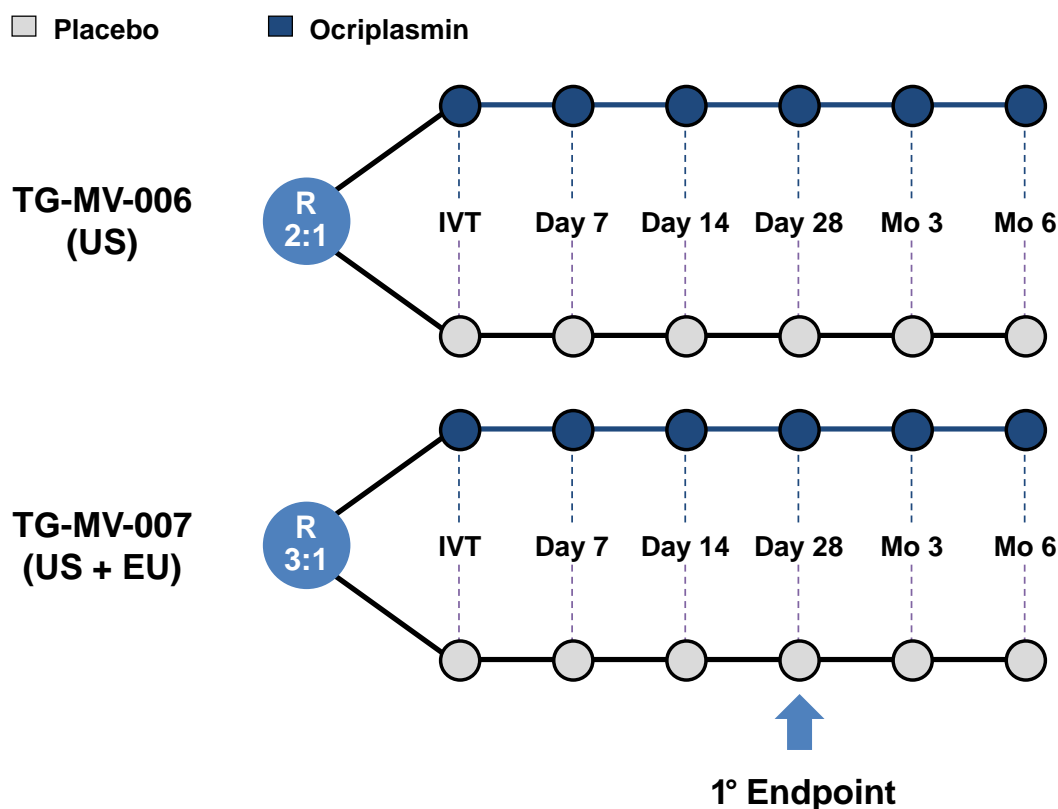 Placebo
Ocriplasmin
TG-MV-006
(US)
R
2:1
IVT Day 7 Day 14 Day 28 Mo 3 Mo 6
TG-MV-007
(US + EU)
R
3:1
IVT Day 7 Day 14 Day 28 Mo 3 Mo 6
1° Endpoint